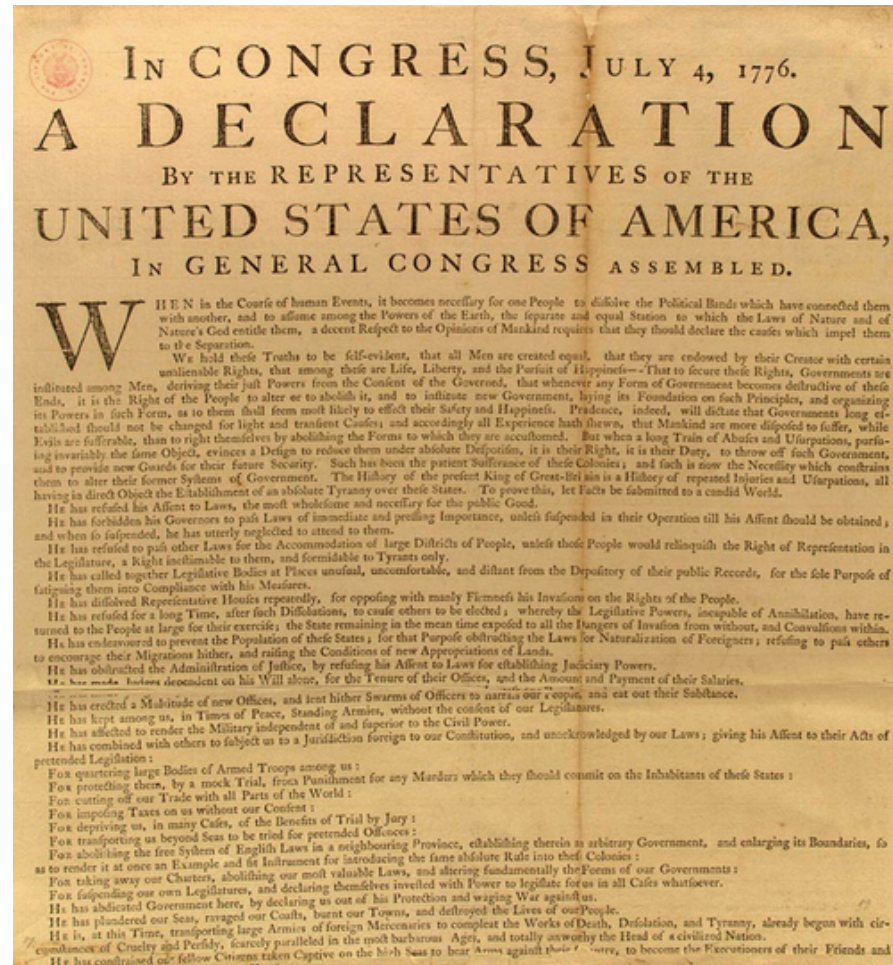 IN CONGRESS, JULY 4, 1776.
A DECLARATION
BY THE REPRESENTATIVES OF THE
UNITED STATES OF AMERICA,
IN GENERAL CONGRESS ASSEMBLED.
WHEN in the Courſe of human Events, it becomes neceſſary for one People to diſſolve the Political Bands which have connected them
with another, and to aſſume among the Powers of the Earth, the ſeparate and equal Station to which the Laws of Nature and of
Nature's God entitle them, a decent Reſpect to the Opinions of Mankind requires that they ſhould declare the cauſes which impel them
to the Separation.
WE hold theſe Truths to be ſelf-evident, that all Men are created equal, that they are endowed by their Creator with certain
unalienable Rights, that among theſe are Life, Liberty, and the Purſuit of Happineſs--That to ſecure theſe Rights, Governments are
inſtituted among Men, deriving their juſt Powers from the Conſent of the Governed, that whenever any Form of Government becomes deſtructive of theſe
Ends, it is the Right of the People to alter or to aboliſh it, and to inſtitute new Government, laying its Foundation on ſuch Principles, and organizing
its Powers in ſuch Form, as to them ſhall ſeem moſt likely to effect their Safety and Happineſs. Prudence, indeed, will dictate that Governments long eſ-
tabliſhed ſhould not be changed for light and tranſient Cauſes; and accordingly all Experience hath ſhewn, that Mankind are more diſpoſed to ſuffer, while
Evils are ſufferable, than to right themſelves by aboliſhing the Forms to which they are accuſtomed. But when a long Train of Abuſes and Uſurpations, purſu-
ing invariably the ſame Object, evinces a Deſign to reduce them under abſolute Deſpotiſm, it is their Right, it is their Duty, to throw off ſuch Government,
and to provide new Guards for their future Security. Such has been the patient Sufferance of theſe Colonies; and ſuch is now the Neceſſity which conſtrains
them to alter their former Syſtems of Government. The Hiſtory of the preſent King of Great-Britain is a Hiſtory of repeated Injuries and Uſurpations, all
having in direct Object the Eſtabliſhment of an abſolute Tyranny over theſe States. To prove this, let Facts be ſubmitted to a candid World.
HE has refuſed his Aſſent to Laws, the moſt wholeſome and neceſſary for the public Good.
HE has forbidden his Governors to paſs Laws of immediate and preſſing Importance, unleſs ſuſpended in their Operation till his Aſſent ſhould be obtained;
and when ſo ſuſpended, he has utterly neglected to attend to them.
HE has refuſed to paſs other Laws for the Accommodation of large Diſtricts of People, unleſs thoſe People would relinquiſh the Right of Repreſentation in
the Legiſlature, a Right ineſtimable to them, and formidable to Tyrants only.
HE has called together Legiſlative Bodies at Places unuſual, uncomfortable, and diſtant from the Depoſitory of their public Records, for the ſole Purpoſe of
fatiguing them into Compliance with his Meaſures.
HE has diſſolved Repreſentative Houſes repeatedly, for oppoſing with manly Firmneſs his Invaſions on the Rights of the People.
HE has refuſed for a long Time, after ſuch Diſſolutions, to cauſe others to be elected; whereby the Legiſlative Powers, incapable of Annihilation, have re-
turned to the People at large for their exerciſe; the State remaining in the mean time expoſed to all the Dangers of Invaſion from without, and Convulſions within.
HE has endeavoured to prevent the Population of theſe States; for that Purpoſe obſtructing the Laws for Naturalization of Foreigners; refuſing to paſs others
to encourage their Migrations hither, and raiſing the Conditions of new Appropriations of Lands.
HE has obſtructed the Adminiſtration of Juſtice, by refuſing his Aſſent to Laws for eſtabliſhing Judiciary Powers.
HE has made Judges dependent on his Will alone, for the Tenure of their Offices, and the Amount and Payment of their Salaries.
HE has erected a Multitude of new Offices, and ſent hither Swarms of Officers to harraſs our People, and eat out their Subſtance.
HE has kept among us, in Times of Peace, Standing Armies, without the conſent of our Legiſlatures.
HE has affected to render the Military independent of and ſuperior to the Civil Power.
HE has combined with others to ſubject us to a Juriſdiction foreign to our Conſtitution, and unacknowledged by our Laws; giving his Aſſent to their Acts of
pretended Legiſlation:
FOR quartering large Bodies of Armed Troops among us:
FOR protecting them, by a mock Trial, from Puniſhment for any Murders which they ſhould commit on the Inhabitants of theſe States:
FOR cutting off our Trade with all Parts of the World:
FOR impoſing Taxes on us without our Conſent:
FOR depriving us, in many Caſes, of the Benefits of Trial by Jury:
FOR tranſporting us beyond Seas to be tried for pretended Offences:
FOR aboliſhing the free Syſtem of Engliſh Laws in a neighbouring Province, eſtabliſhing therein an arbitrary Government, and enlarging its Boundaries, ſo
as to render it at once an Example and fit Inſtrument for introducing the ſame abſolute Rule into theſe Colonies:
FOR taking away our Charters, aboliſhing our moſt valuable Laws, and altering fundamentally the Forms of our Governments:
FOR ſuſpending our own Legiſlatures, and declaring themſelves inveſted with Power to legiſlate for us in all Caſes whatſoever.
HE has abdicated Government here, by declaring us out of his Protection and waging War againſt us.
HE has plundered our Seas, ravaged our Coaſts, burnt our Towns, and deſtroyed the Lives of our People.
HE is, at this Time, tranſporting large Armies of foreign Mercenaries to compleat the Works of Death, Deſolation, and Tyranny, already begun with cir-
cumſtances of Cruelty and Perfidy, ſcarcely paralleled in the moſt barbarous Ages, and totally unworthy the Head of a civilized Nation.
HE has conſtrained our fellow Citizens taken Captive on the high Seas to bear Arms againſt their Country, to become the Executioners of their Friends and